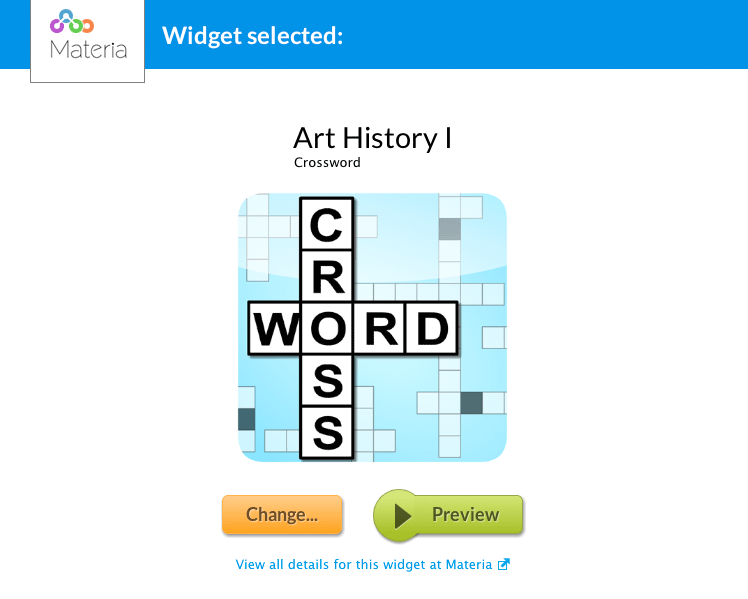 Materia
Widget selected:
Art History I
Crossword
C
R
WORD
S
S
Change...
Preview
View all details for this widget at Materia